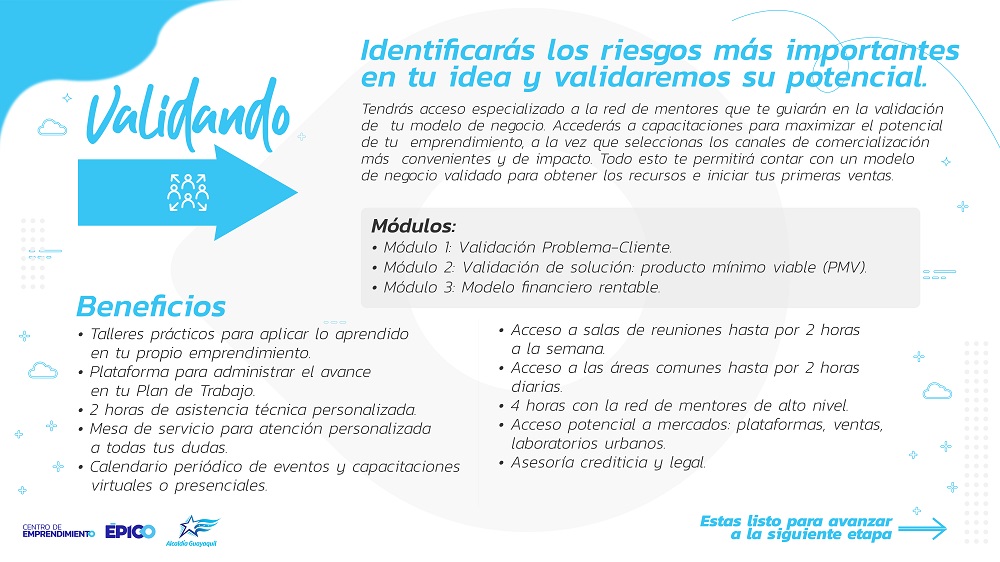 Validando
Identificarás los riesgos más importantes
en tu idea y validaremos su potencial.
Tendrás acceso especializado a la red de mentores que te guiarán en la validación
de tu modelo de negocio. Accederás a capacitaciones para maximizar el potencial
de tu emprendimiento, a la vez que seleccionas los canales de comercialización
más convenientes y de impacto. Todo esto te permitirá contar con un modelo
de negocio validado para obtener los recursos e iniciar tus primeras ventas.
Módulos:
• Módulo 1: Validación Problema-Cliente.
• Módulo 2: Validación de solución: producto mínimo viable (PMV).
• Módulo 3: Modelo financiero rentable.
Beneficios
• Talleres prácticos para aplicar lo aprendido
en tu propio emprendimiento.
• Plataforma para administrar el avance
en tu Plan de Trabajo.
• 2 horas de asistencia técnica personalizada.
• Mesa de servicio para atención personalizada
a todas tus dudas.
• Calendario periódico de eventos y capacitaciones
virtuales o presenciales.
• Acceso a salas de reuniones hasta por 2 horas
a la semana.
• Acceso a las áreas comunes hasta por 2 horas
diarias.
• 4 horas con la red de mentores de alto nivel.
• Acceso potencial a mercados: plataformas, ventas,
laboratorios urbanos.
• Asesoría crediticia y legal.
CENTRO DE
EMPRENDIMIENTO
ÉPICO
Alcaldía Guayaquil
Estas listo para avanzar
a la siguiente etapa